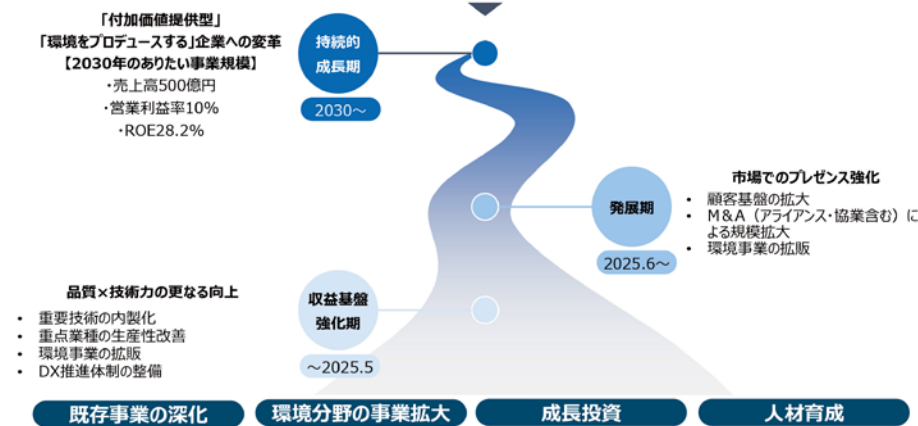 「付加価値提供型」
「環境をプロデュースする」企業への変革
【2030年のありたい事業規模】
・売上高500億円
・営業利益率10%
・ROE28.2%
持続的
成長期
2030～
発展期
2025.6～
市場でのプレゼンス強化
• 顧客基盤の拡大
• M＆A（アライアンス・協業含む）に
よる規模拡大
• 環境事業の拡販
品質×技術力の更なる向上
• 重要技術の内製化
• 重点業種の生産性改善
• 環境事業の拡販
• DX推進体制の整備
収益基盤
強化期
～2025.5
既存事業の深化
環境分野の事業拡大
成長投資
人材育成